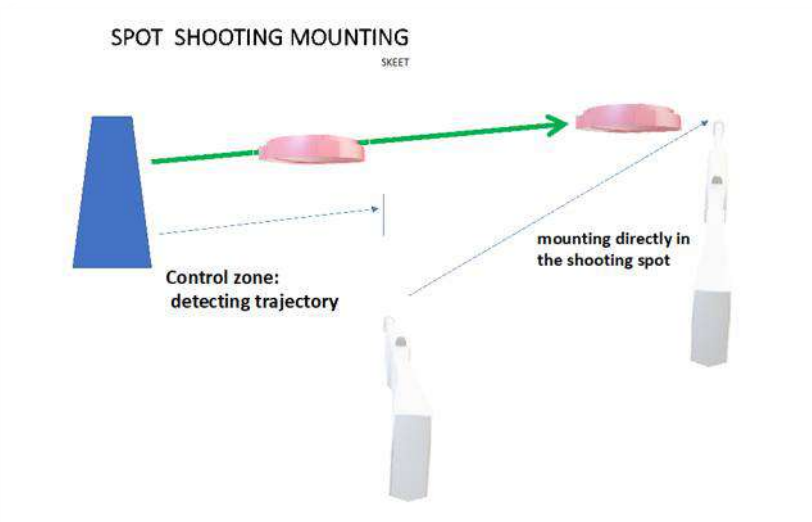 SPOT  SHOOTING MOUNTING
SKEET
mounting directly in
the shooting spot
Control zone:
detecting trajectory